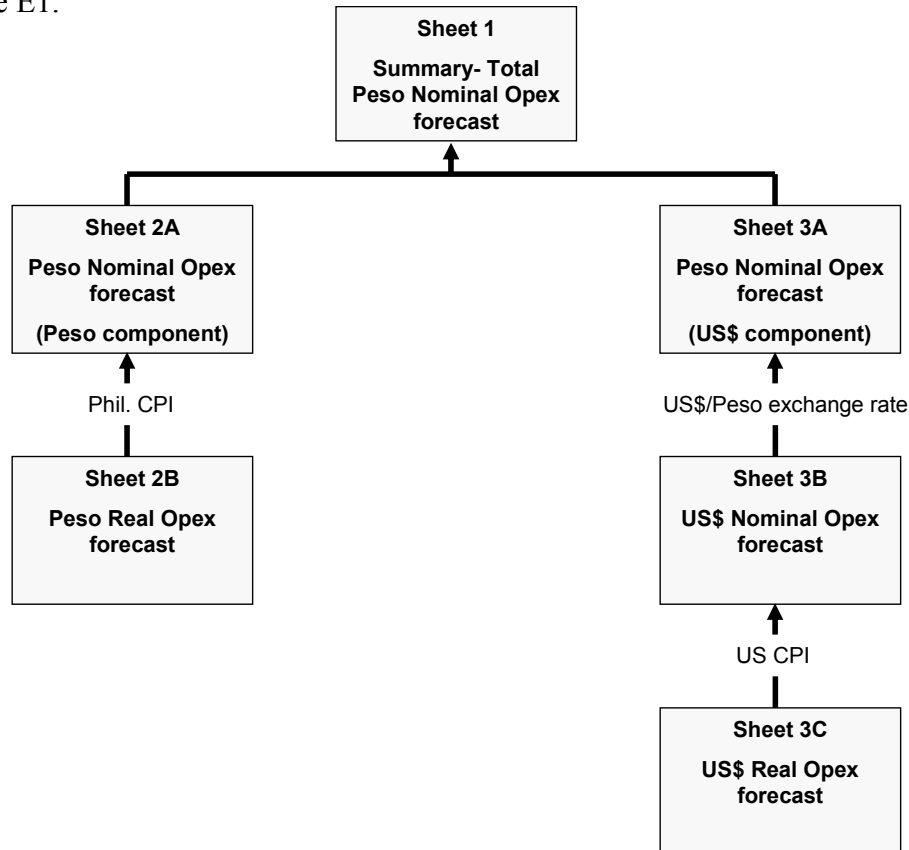 e E1.
Sheet 1
Summary- Total
Peso Nominal Opex
forecast
Sheet 2A
Peso Nominal Opex
forecast
(Peso component)
Sheet 3A
Peso Nominal Opex
forecast
(US$ component)
Phil. CPI
US$/Peso exchange rate
Sheet 2B
Peso Real Opex
forecast
Sheet 3B
US$ Nominal Opex
forecast
US CPI
Sheet 3C
US$ Real Opex
forecast